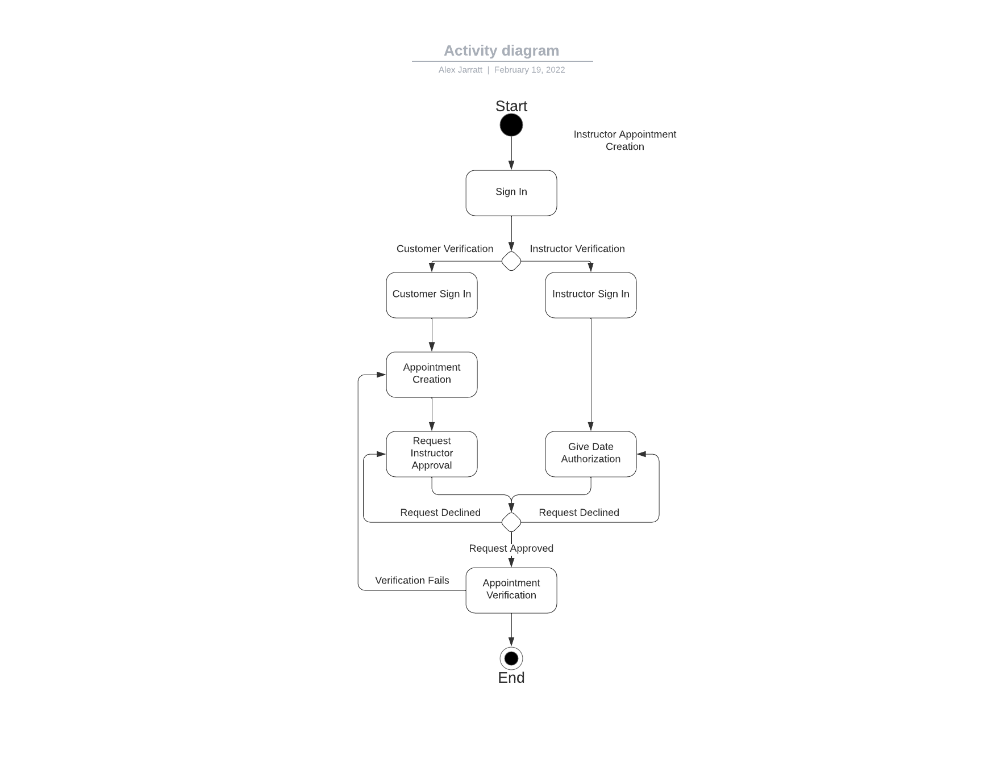 Activity diagram
Alex Jarratt | February 19, 2022
Start
Instructor Appointment
Creation
Sign In
Customer Verification
Instructor Verification
Customer Sign In
Instructor Sign In
Appointment
Creation
Request
Instructor
Approval
Give Date
Authorization
Request Declined
Request Declined
Request Approved
Verification Fails
Appointment
Verification
End